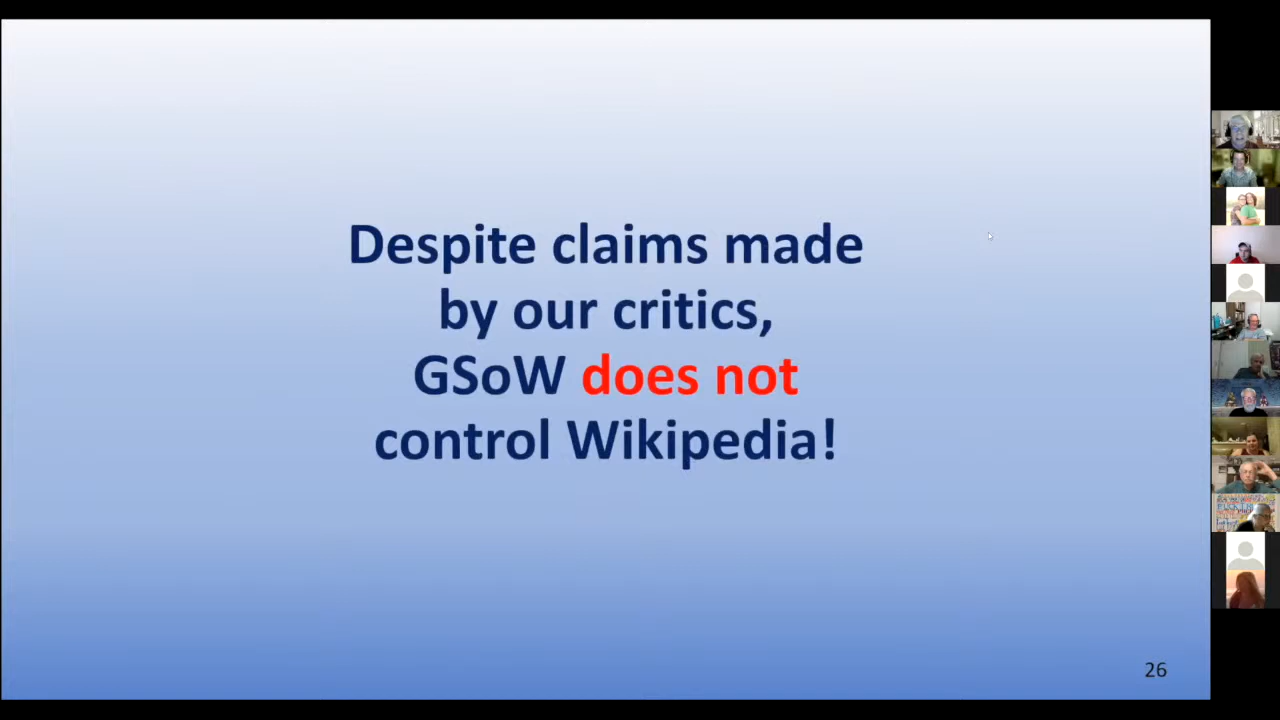 Despite claims made
by our critics,
GSoW does not
control Wikipedia!
26